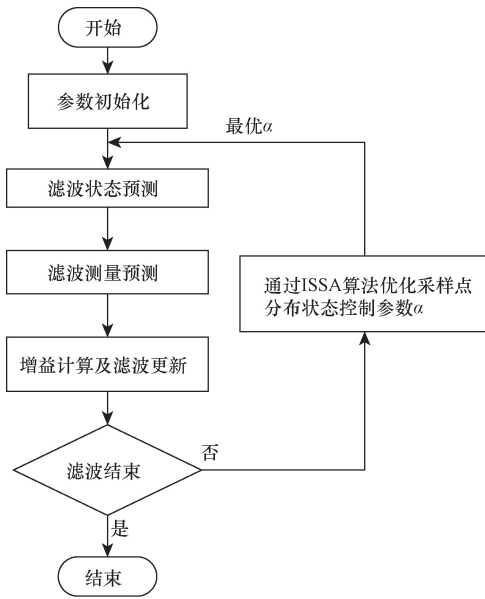 开始
参数初始化
最优α
滤波状态预测
滤波测量预测
通过ISSA算法优化采样点
分布状态控制参数α
增益计算及滤波更新
滤波结束
否
是
结束